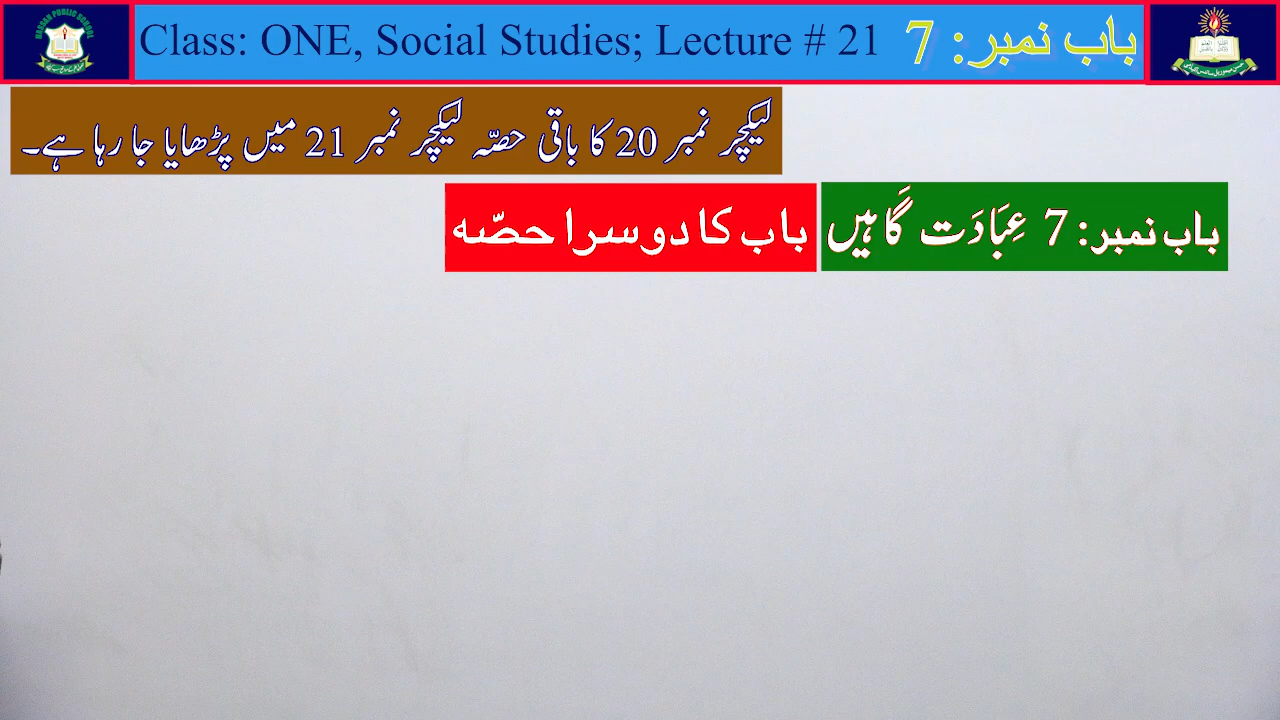 Class: ONE, Social Studies; Lecture # 21 باب نمبر: 7
لیکچر نمبر 20 کا باقی حصّہ لیکچر نمبر 21 میں پڑھایا جا رہا ہے۔
باب نمبر: 7 عِبَادَت گَاہیں
باب کا دوسرا حصّہ